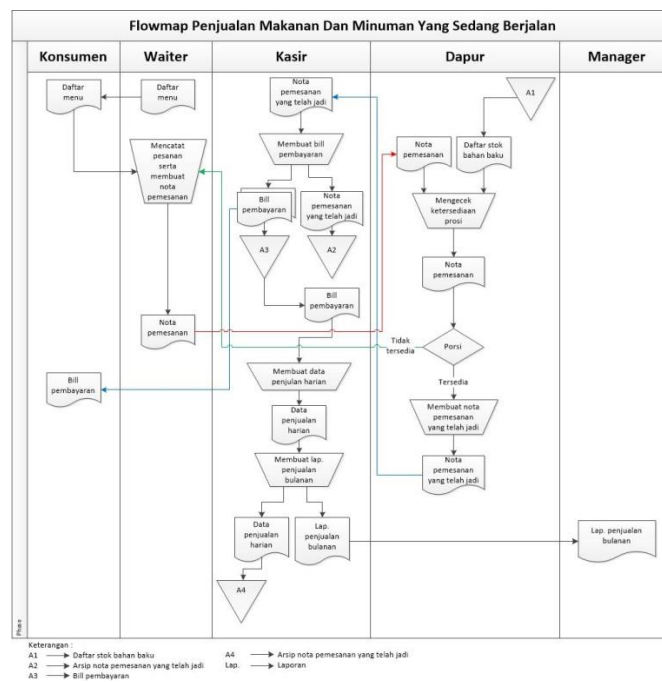 Flowmap Penjualan Makanan Dan Minuman Yang Sedang Berjalan
Konsumen
Waiter
Kasir
Dapur
Manager
Daftar
menu
Daftar
menu
Nota
pemesanan
yang telah jadi
A1
Mencatat
pesanan
serta
membuat
nota
pemesanan
Membuat bill
pembayaran
Nota
pemesanan
Daftar stok
bahan baku
Bill
pembayaran
Nota
pemesanan
yang telah jadi
Mengecek
ketersediaan
prosi
A3
A2
Nota
pemesanan
Bill
pembayaran
Nota
pemesanan
Tidak
tersedia
Porsi
Bill
pembayaran
Membuat data
penjulan harian
Tersedia
Data
penjualan
harian
Membuat nota
pemesanan
yang telah jadi
Membuat lap.
penjualan
bulanan
Nota
pemesanan
yang telah jadi
Data
penjualan
harian
Lap.
penjualan
bulanan
Lap. penjualan
bulanan
A4
Phase
Keterangan :
A1 Daftar stok bahan baku
A2 Arsip nota pemesanan yang telah jadi
A3 Bill pembayaran
A4 Arsip nota pemesanan yang telah jadi
Lap. Laporan